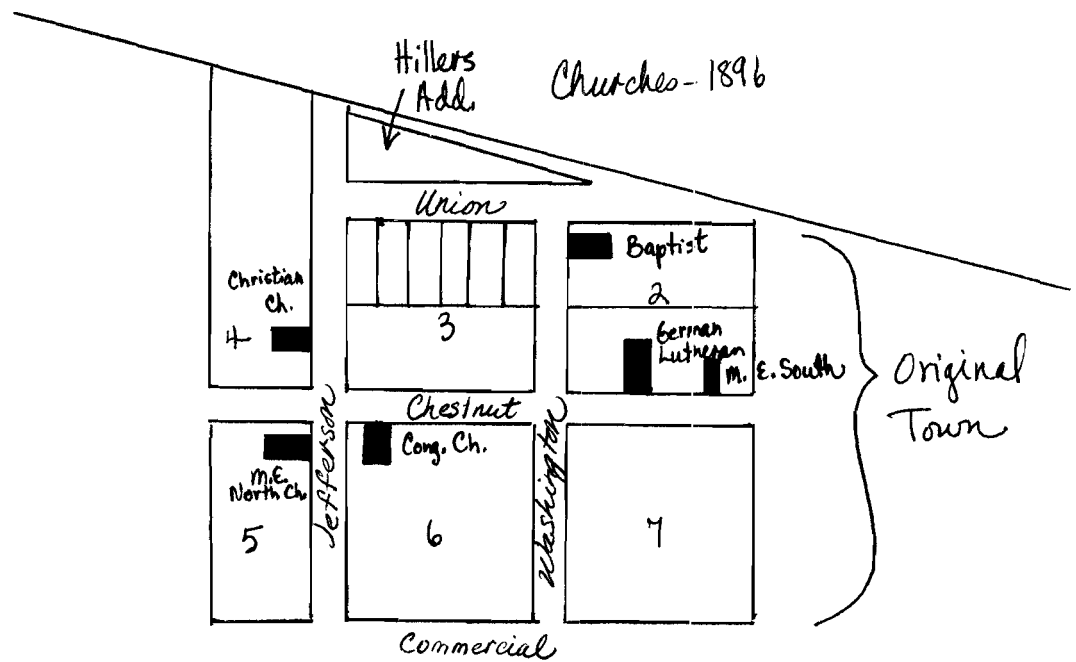 Hillers
Add.
Churches - 1896
Union
Baptist
2
Christian
Ch.
4
3
German
Lutheran
M. E. South
Original
Town
Chestnut
Jefferson
Washington
Cong. Ch.
M.E.
North Ch.
5
6
7
Commercial